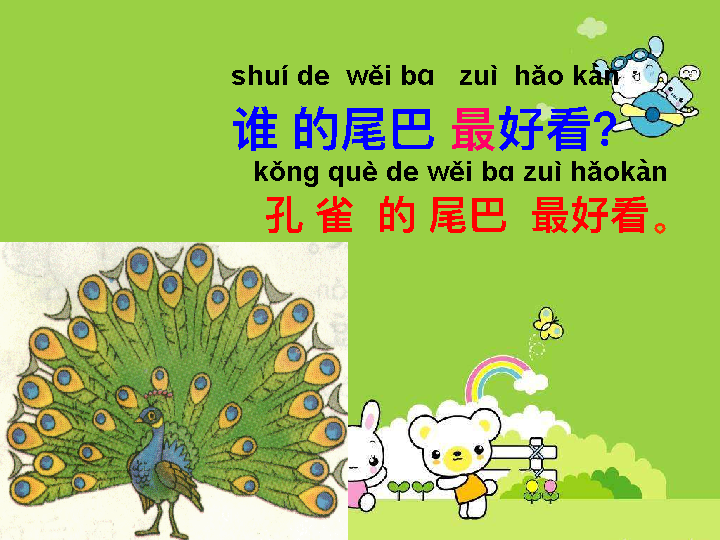 shuí de wěi bɑ zuì hǎo kàn
谁 的尾巴 最好看?
kǒng què de wěi bɑ zuì hǎokàn
孔 雀 的 尾巴 最好看。